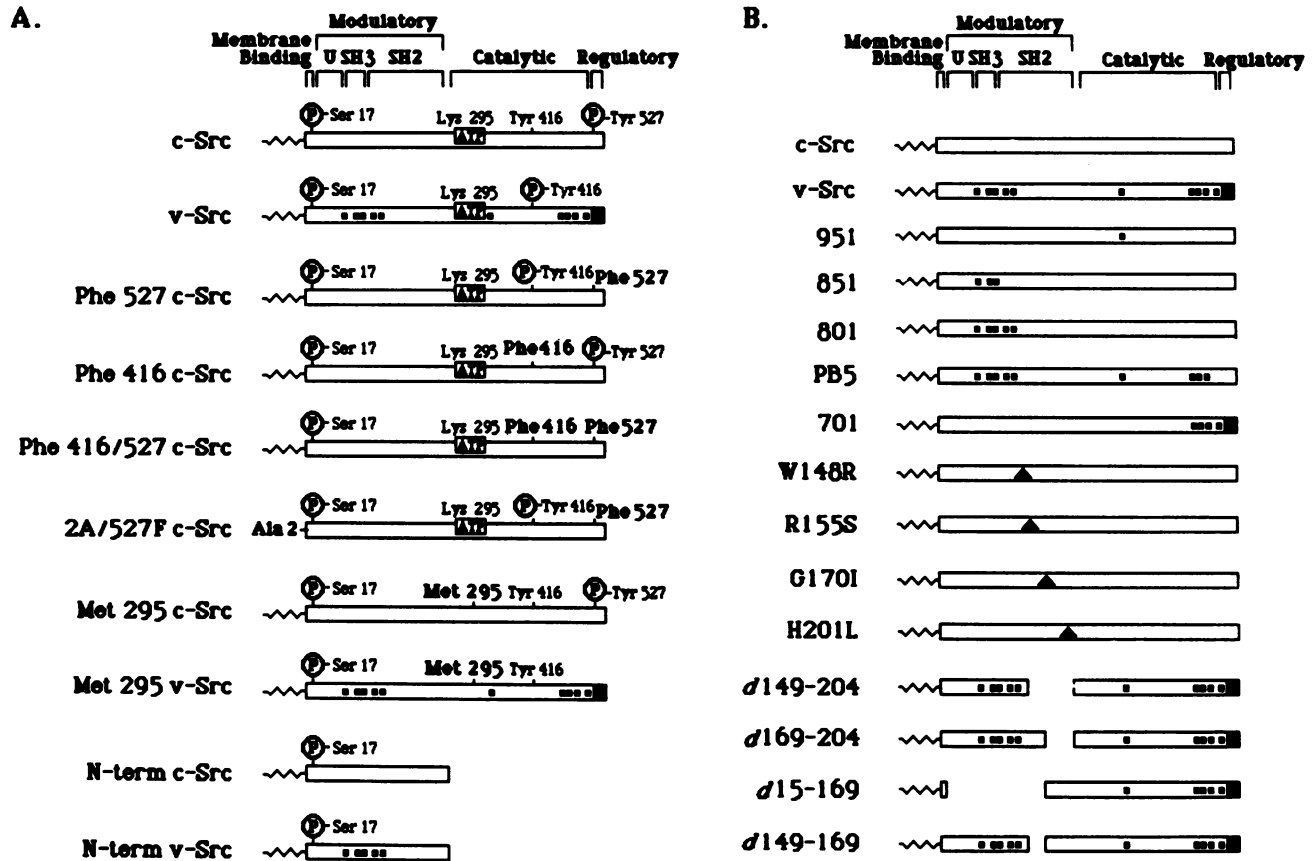 A.
Modulatory
Membrane
Binding U SH3 SH2 Catalytic Regulatory
P Ser 17 Lys 295 Tyr 416 P Tyr 527
c-Src ATP
P Ser 17 Lys 295 P Tyr 416
v-Src ATP
P Ser 17 Lys 295 P Tyr 416 Phe 527
Phe 527 c-Src ATP
P Ser 17 Lys 295 Phe 416 P Tyr 527
Phe 416 c-Src ATP
P Ser 17 Lys 295 Phe 416 Phe 527
Phe 416/527 c-Src ATP
P Ser 17 Lys 295 P Tyr 416 Phe 527
2A/527F c-Src Ala 2 ATP
P Ser 17 Met 295 Tyr 416 P Tyr 527
Met 295 c-Src
P Ser 17 Met 295 Tyr 416
Met 295 v-Src
P Ser 17
N-term c-Src
P Ser 17
N-term v-Src
B.
Modulatory
Membrane
Binding U SH3 SH2 Catalytic Regulatory
c-Src
v-Src
951
851
801
PB5
701
W148R
R155S
G170I
H201L
d149-204
d169-204
d15-169
d149-169